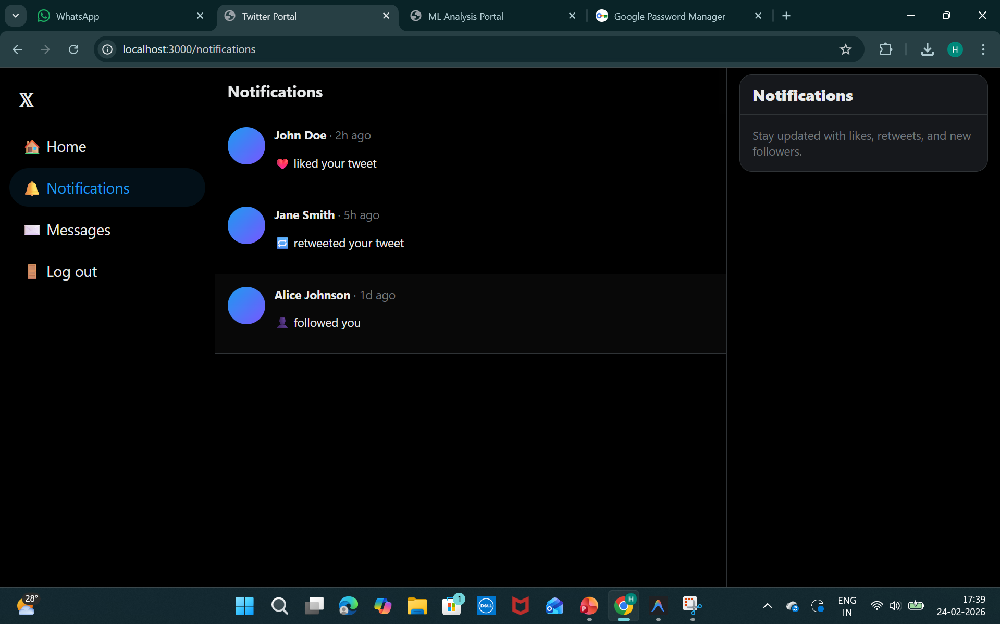 WhatsApp
Twitter Portal
ML Analysis Portal
Google Password Manager
localhost:3000/notifications
H
𝕏
Home
Notifications
Messages
Log out
Notifications
John Doe · 2h ago
liked your tweet
Jane Smith · 5h ago
retweeted your tweet
Alice Johnson · 1d ago
followed you
Notifications
Stay updated with likes, retweets, and new
followers.
28°
1
DELL
O
P
H
ENG
IN
17:39
24-02-2026